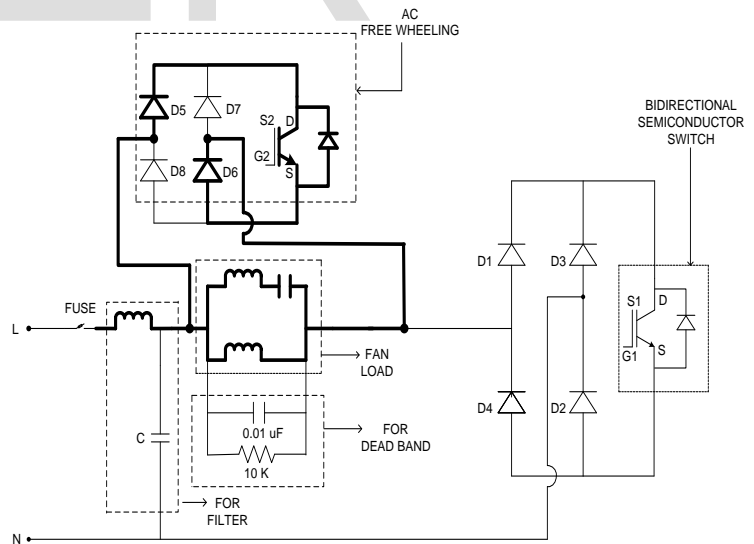 AC
FREE WHEELING
D5
D7
S2
D
G2
S
D8
D6
BIDIRECTIONAL
SEMICONDUCTOR
SWITCH
D1
D3
S1
D
G1
S
FUSE
L
FAN
LOAD
D4
D2
C
0.01 uF
10 K
FOR
DEAD BAND
FOR
FILTER
N